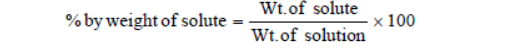 % by weight of solute = Wt. of solute / Wt. of solution × 100